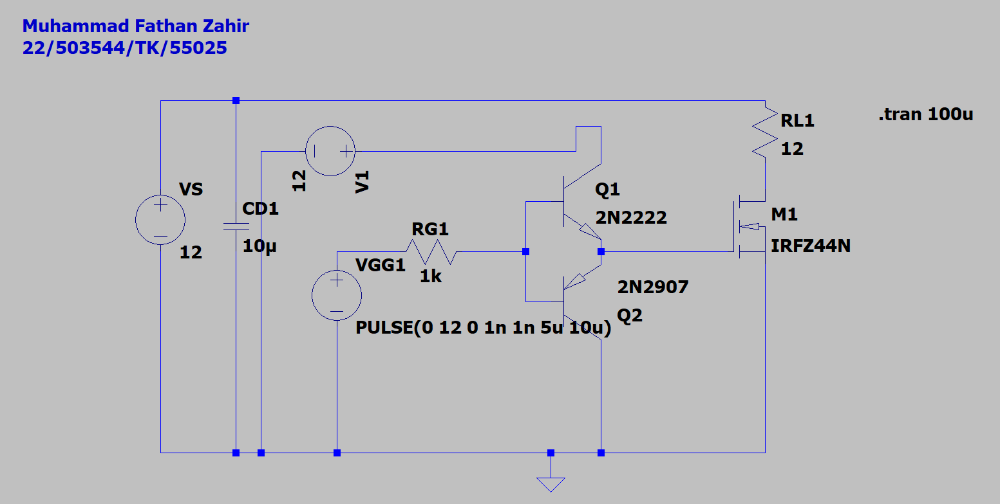 Muhammad Fathan Zahir
22/503544/TK/55025
.tran 100u
RL1
12
12
V1
VS
12
CD1
10µ
Q1
2N2222
M1
IRFZ44N
RG1
1k
VGG1
PULSE(0 12 0 1n 1n 5u 10u)
2N2907
Q2